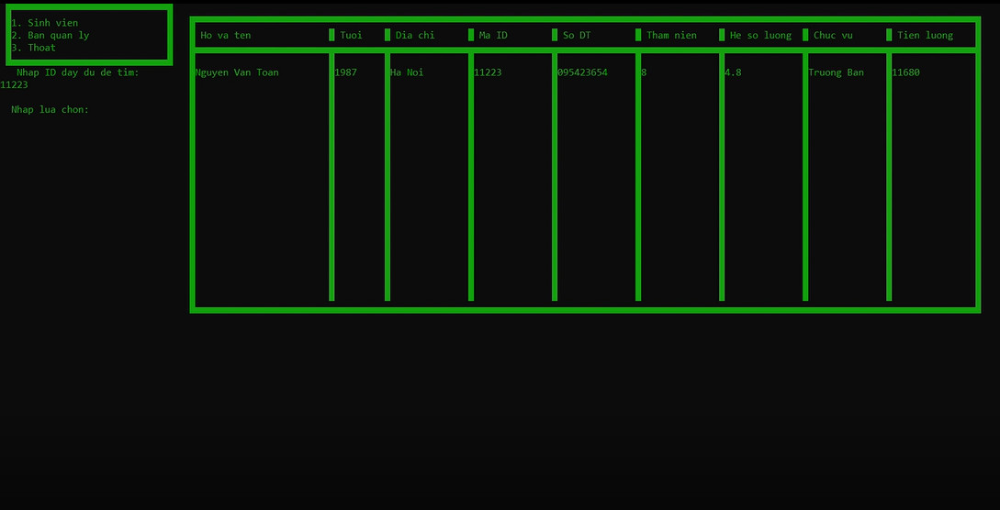 1. Sinh vien
2. Ban quan ly
3. Thoat
Nhap ID day du de tim:
11223
Nhap lua chon:
Ho va ten Tuoi Dia chi Ma ID So DT Tham nien He so luong Chuc vu Tien luong
Nguyen Van Toan 1987 Ha Noi 11223 095423654 8 4.8 Truong Ban 11680